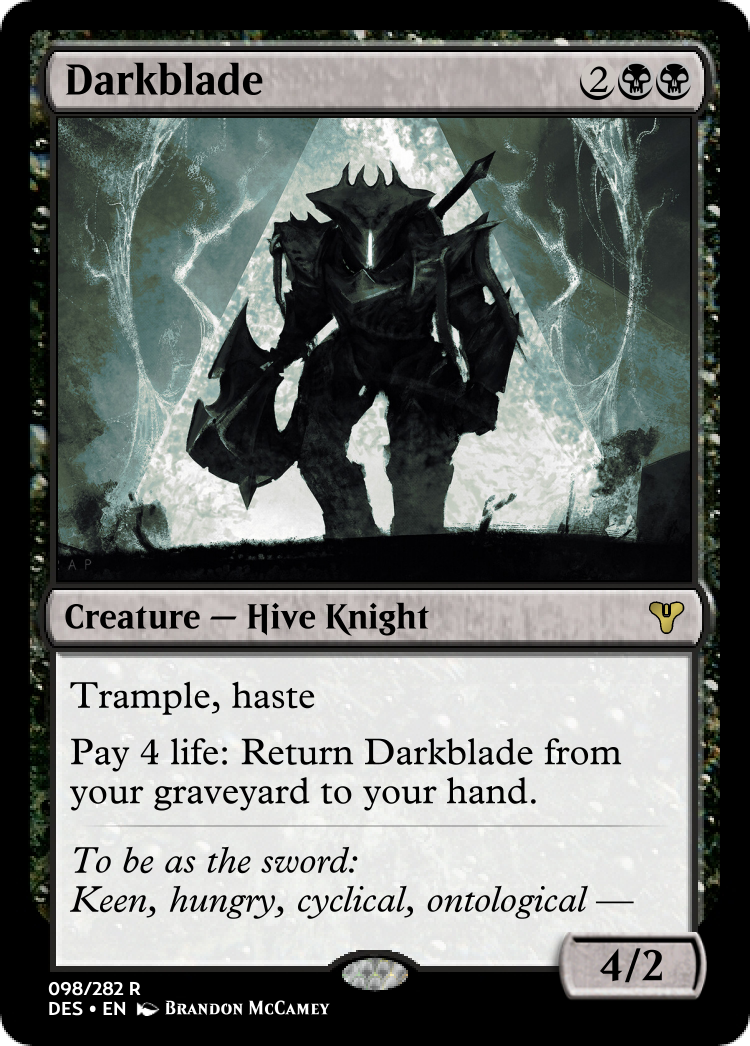 Darkblade 2
A P
Creature — Hive Knight
Trample, haste
Pay 4 life: Return Darkblade from
your graveyard to your hand.
To be as the sword:
Keen, hungry, cyclical, ontological —
4/2
098/282 R
DES • EN Brandon McCamey